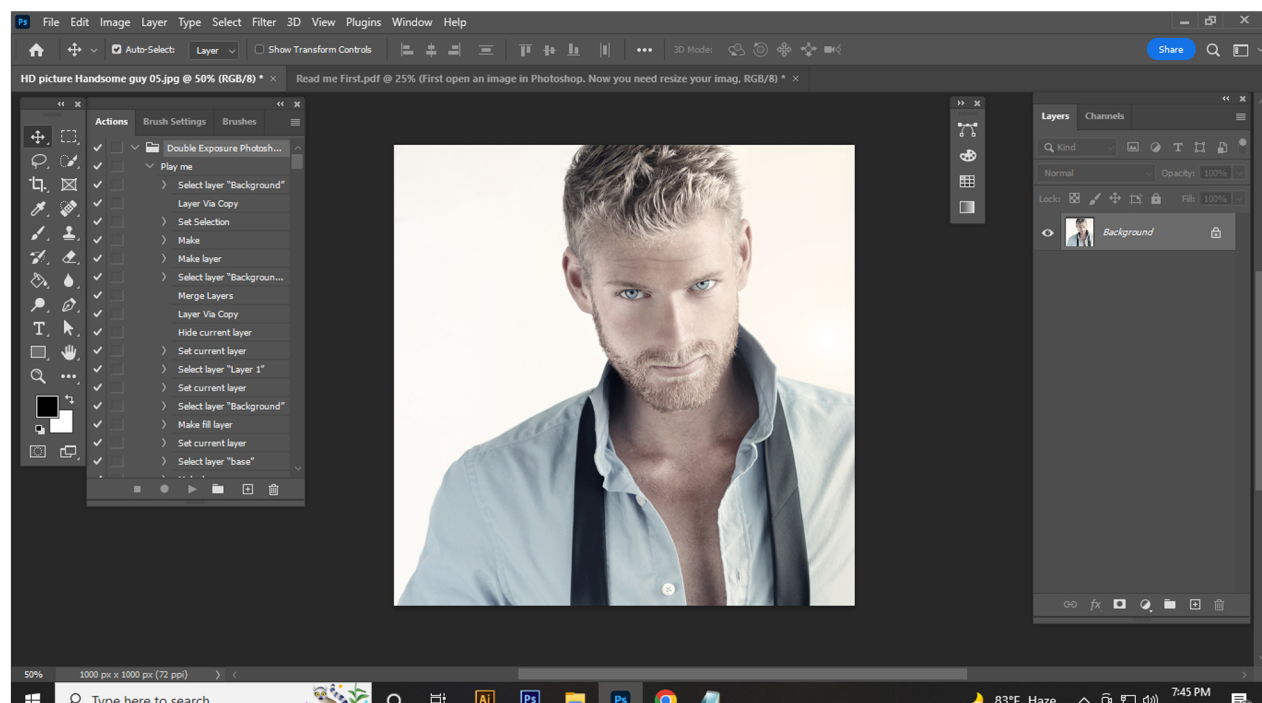 Ps File Edit Image Layer Type Select Filter 3D View Plugins Window Help
Auto-Select: Layer Show Transform Controls 3D Mode: Share
HD picture Handsome guy 05.jpg @ 50% (RGB/8) * × Read me First.pdf @ 25% (First open an image in Photoshop. Now you need resize your imag, RGB/8) * ×
Actions Brush Settings Brushes
Double Exposure Photosh...
Play me
Select layer "Background"
Layer Via Copy
Set Selection
Make
Make layer
Select layer "Backgroun...
Merge Layers
Layer Via Copy
Hide current layer
Set current layer
Select layer "Layer 1"
Set current layer
Select layer "Background"
Make fill layer
Set current layer
Select layer "base"
Layers Channels
Kind
Normal Opacity: 100%
Lock: Fill: 100%
Background
50% 1000 px x 1000 px (72 ppi)
Type here to search
Ai Ps Ps
83°F Haze
7:45 PM